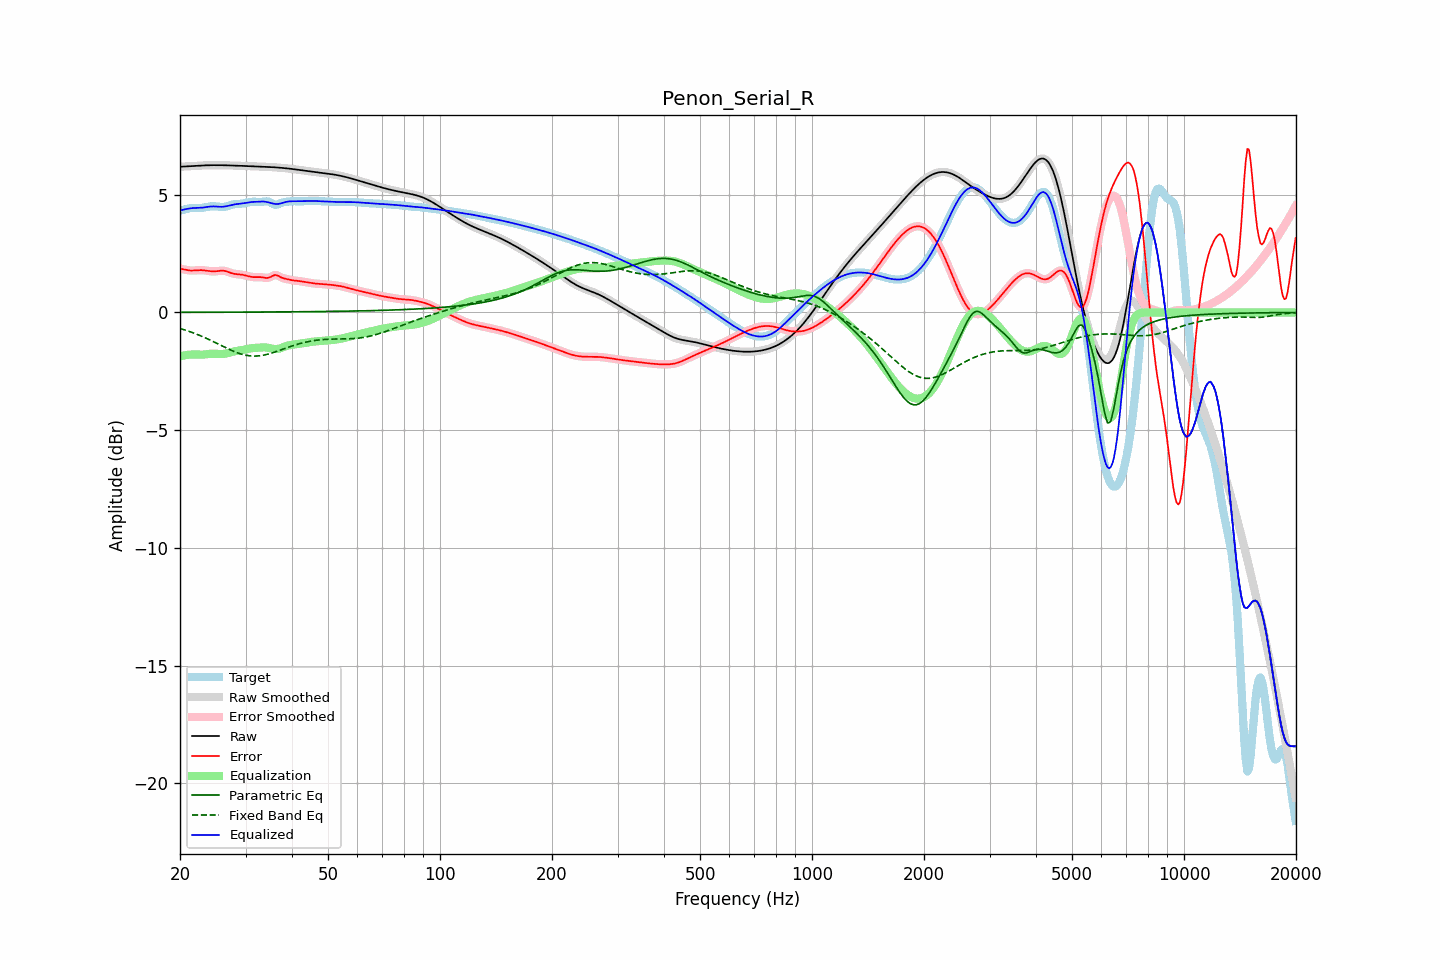 Penon_Serial_R
Amplitude (dBr)
5
0
−5
−10
−15
−20
Target
Raw Smoothed
Error Smoothed
Raw
Error
Equalization
Parametric Eq
Fixed Band Eq
Equalized
20 50 100 200 500 1000 2000 5000 10000 20000
Frequency (Hz)